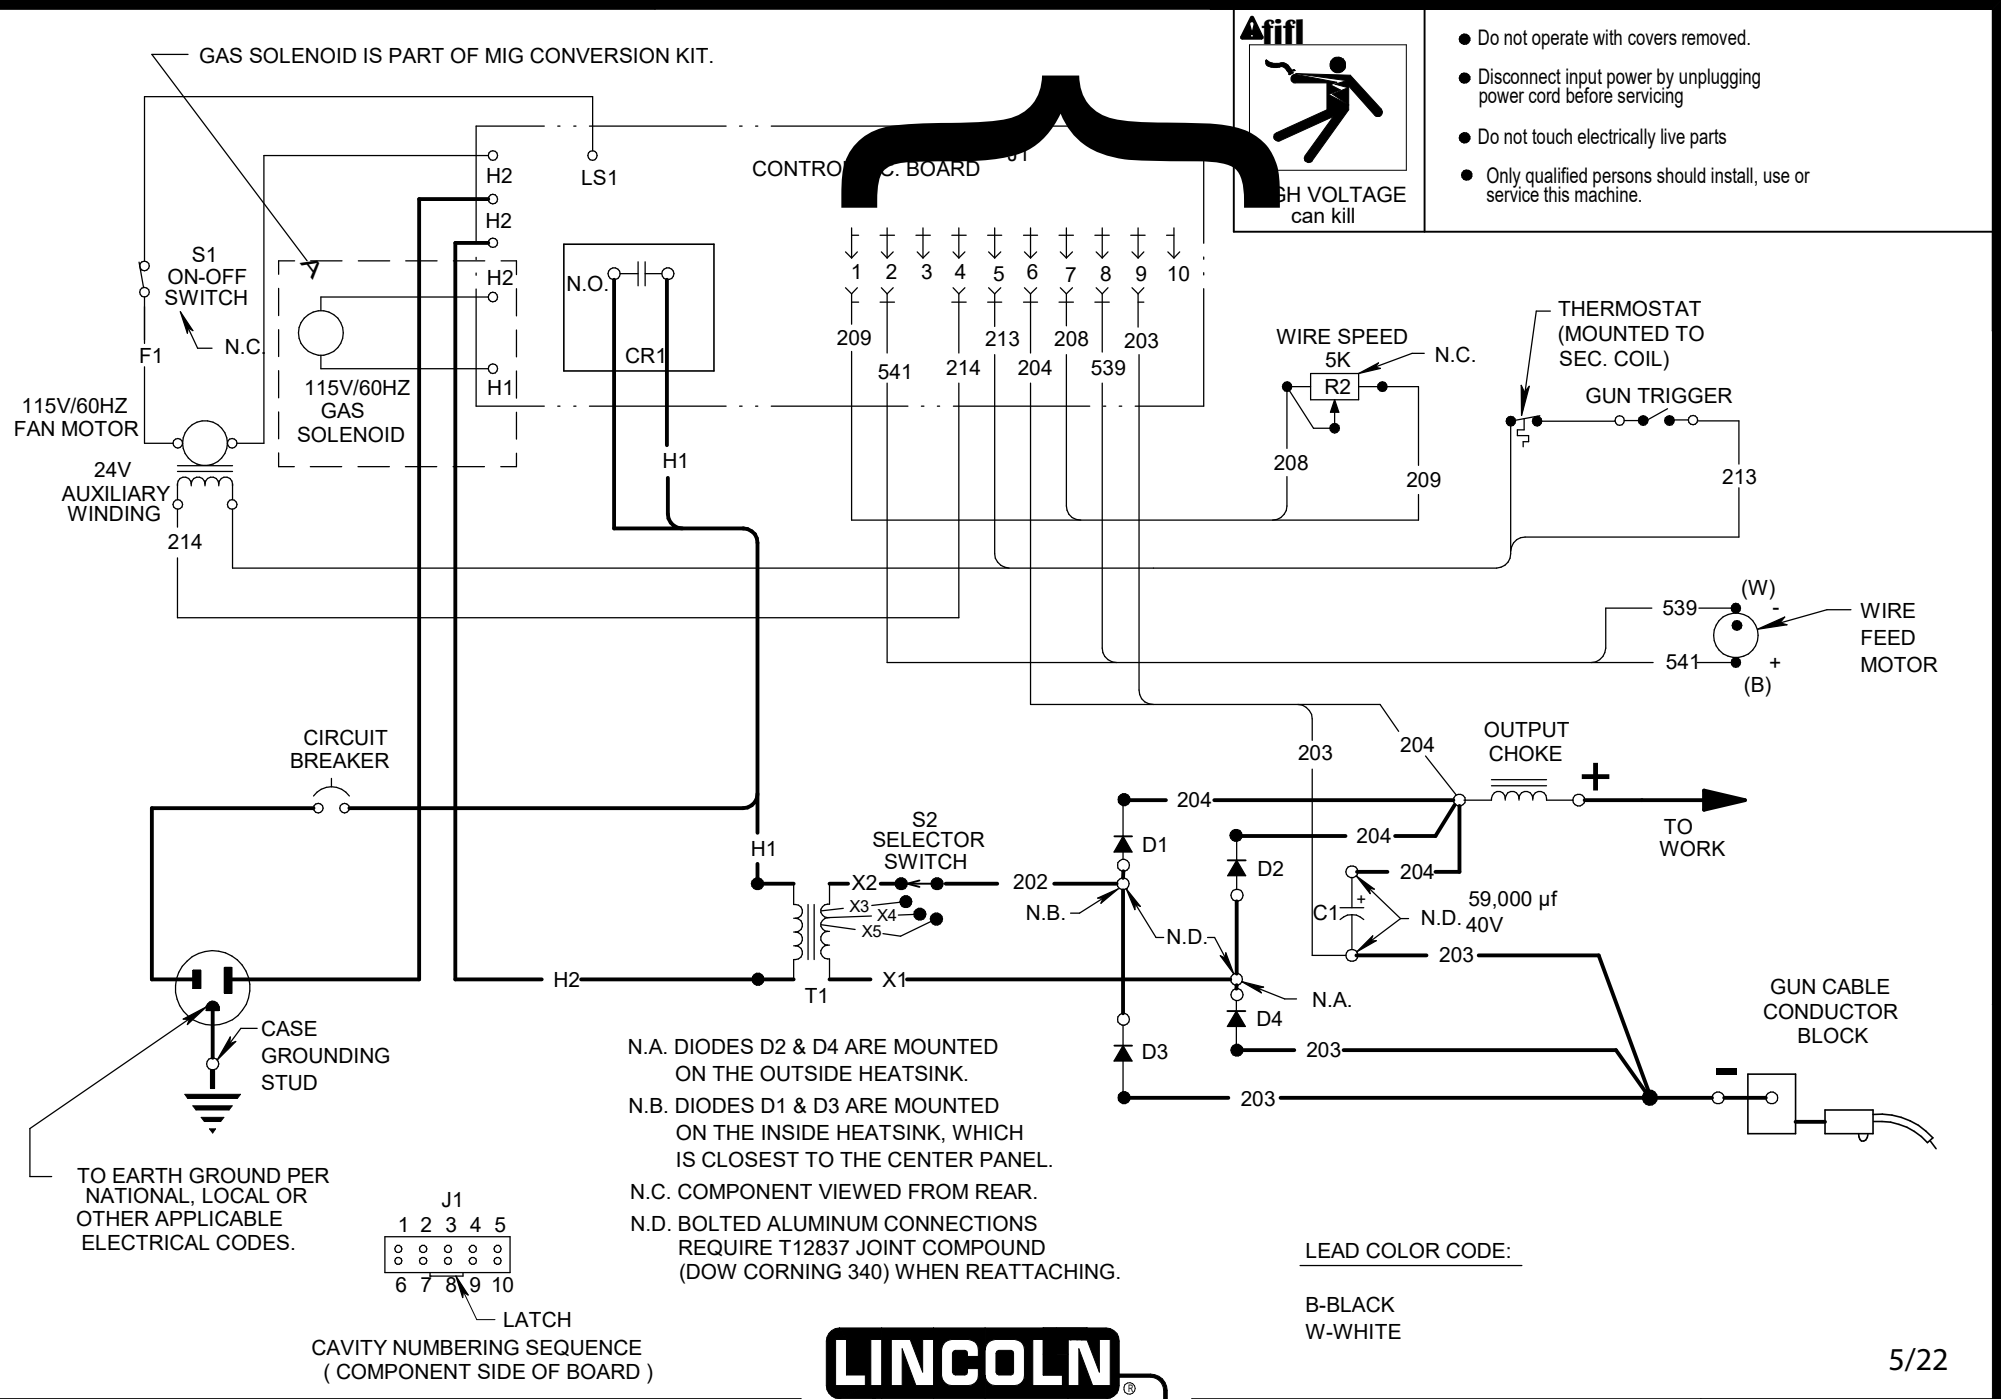 GAS SOLENOID IS PART OF MIG CONVERSION KIT.
fifl
GH VOLTAGE
can kill
● Do not operate with covers removed.
● Disconnect input power by unplugging
power cord before servicing
● Do not touch electrically live parts
● Only qualified persons should install, use or
service this machine.
H2
H2
H2
H1
LS1
CONTRO
C. BOARD
J1
S1
ON-OFF
SWITCH
N.C.
F1
115V/60HZ
GAS
SOLENOID
N.O.
CR1
H1
1 2 3 4 5 6 7 8 9 10
209
541
214
213
204
208
539
203
WIRE SPEED
5K
R2
N.C.
208
209
THERMOSTAT
(MOUNTED TO
SEC. COIL)
GUN TRIGGER
213
115V/60HZ
FAN MOTOR
24V
AUXILIARY
WINDING
214
539
541
(W)
-
+
(B)
WIRE
FEED
MOTOR
CIRCUIT
BREAKER
H1
H2
T1
S2
SELECTOR
SWITCH
X2
X3
X4
X5
X1
202
N.B.
N.D.
N.A.
D1
D2
D3
D4
203
204
204
204
204
OUTPUT
CHOKE
+
TO
WORK
C1
+
N.D.
59,000 µf
40V
203
203
203
GUN CABLE
CONDUCTOR
BLOCK
-
CASE
GROUNDING
STUD
TO EARTH GROUND PER
NATIONAL, LOCAL OR
OTHER APPLICABLE
ELECTRICAL CODES.
N.A. DIODES D2 & D4 ARE MOUNTED
ON THE OUTSIDE HEATSINK.
N.B. DIODES D1 & D3 ARE MOUNTED
ON THE INSIDE HEATSINK, WHICH
IS CLOSEST TO THE CENTER PANEL.
N.C. COMPONENT VIEWED FROM REAR.
N.D. BOLTED ALUMINUM CONNECTIONS
REQUIRE T12837 JOINT COMPOUND
(DOW CORNING 340) WHEN REATTACHING.
J1
1 2 3 4 5
6 7 8 9 10
LATCH
CAVITY NUMBERING SEQUENCE
( COMPONENT SIDE OF BOARD )
LEAD COLOR CODE:
B-BLACK
W-WHITE
LINCOLN
®
5/22